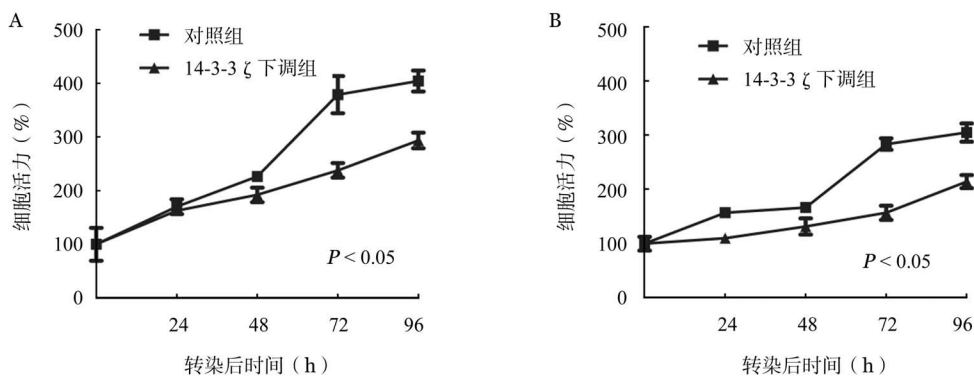 A
500
400
300
200
100
0
细胞活力（%）
对照组
14-3-3 ζ 下调组
P < 0.05
24 48 72 96
转染后时间（h）
B
500
400
300
200
100
0
细胞活力（%）
对照组
14-3-3 ζ 下调组
P < 0.05
24 48 72 96
转染后时间（h）